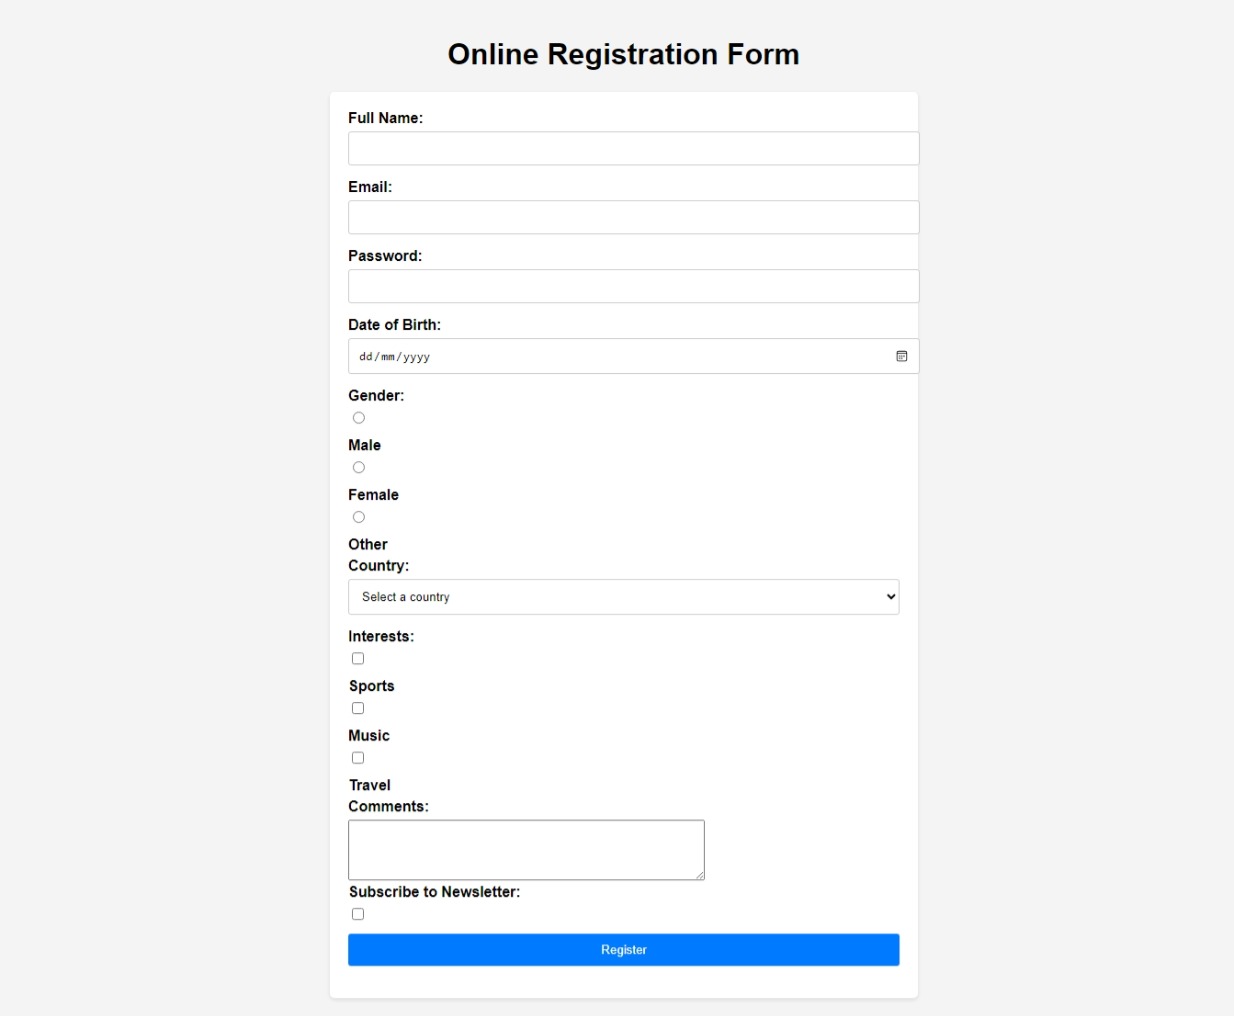 Online Registration Form
Full Name:
Email:
Password:
Date of Birth:
dd/mm/yyyy
Gender:
Male
Female
Other
Country:
Select a country
Interests:
Sports
Music
Travel
Comments:
Subscribe to Newsletter:
Register